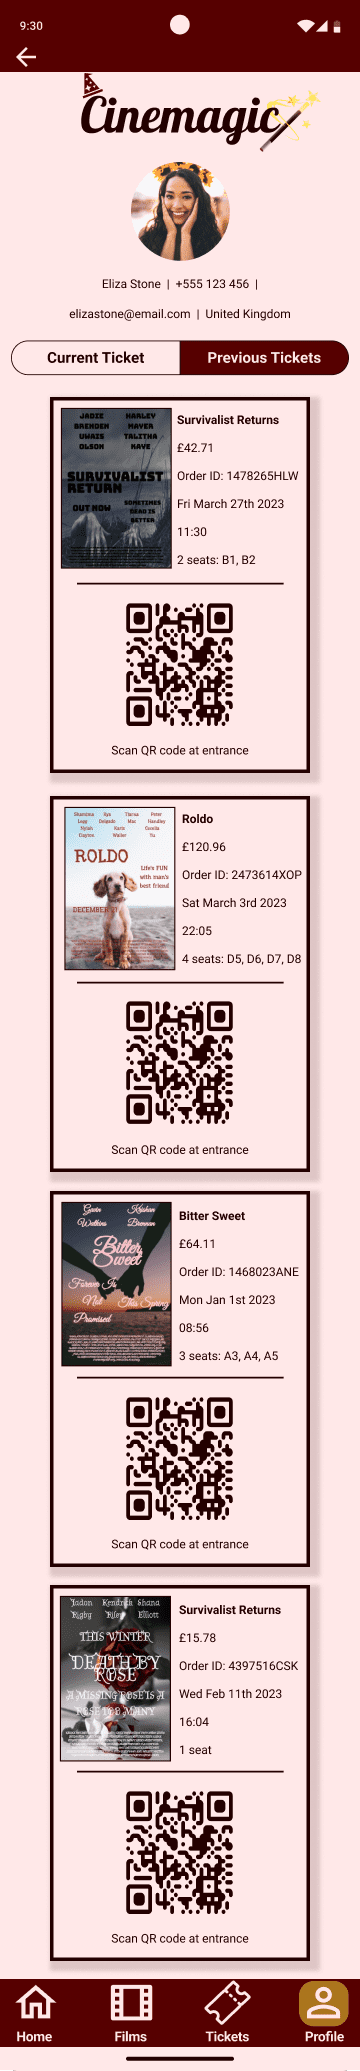 9:30
Cinemagic
Eliza Stone | +555 123 456 |
elizastone@email.com | United Kingdom
Current Ticket
Previous Tickets
JADIE HARLEY
BRENDEN MAYER
UWAIS TALITHA
OLSON KAYE
SURVIVALIST
RETURN
OUT NOW
SOMETIMES
DEAD IS
BETTER
Survivalist Returns
£42.71
Order ID: 1478265HLW
Fri March 27th 2023
11:30
2 seats: B1, B2
Scan QR code at entrance
ROLDO
Life's FUN
with man's
best friend
DECEMBER
Roldo
£120.96
Order ID: 2473614XOP
Sat March 3rd 2023
22:05
4 seats: D5, D6, D7, D8
Scan QR code at entrance
Gavin Keishan
Watkins Brennan
Bitter
Sweet
Forever Is
Not This Spring
Promised
Bitter Sweet
£64.11
Order ID: 1468023ANE
Mon Jan 1st 2023
08:56
3 seats: A3, A4, A5
Scan QR code at entrance
Jadon Kendrick Shana
Rigby Riley Elliott
THIS WINTER
DEATH BY
ROSE
A MISSING ROSE IS A
ROSE TOO MANY
Survivalist Returns
£15.78
Order ID: 4397516CSK
Wed Feb 11th 2023
16:04
1 seat
Scan QR code at entrance
Home
Films
Tickets
Profile